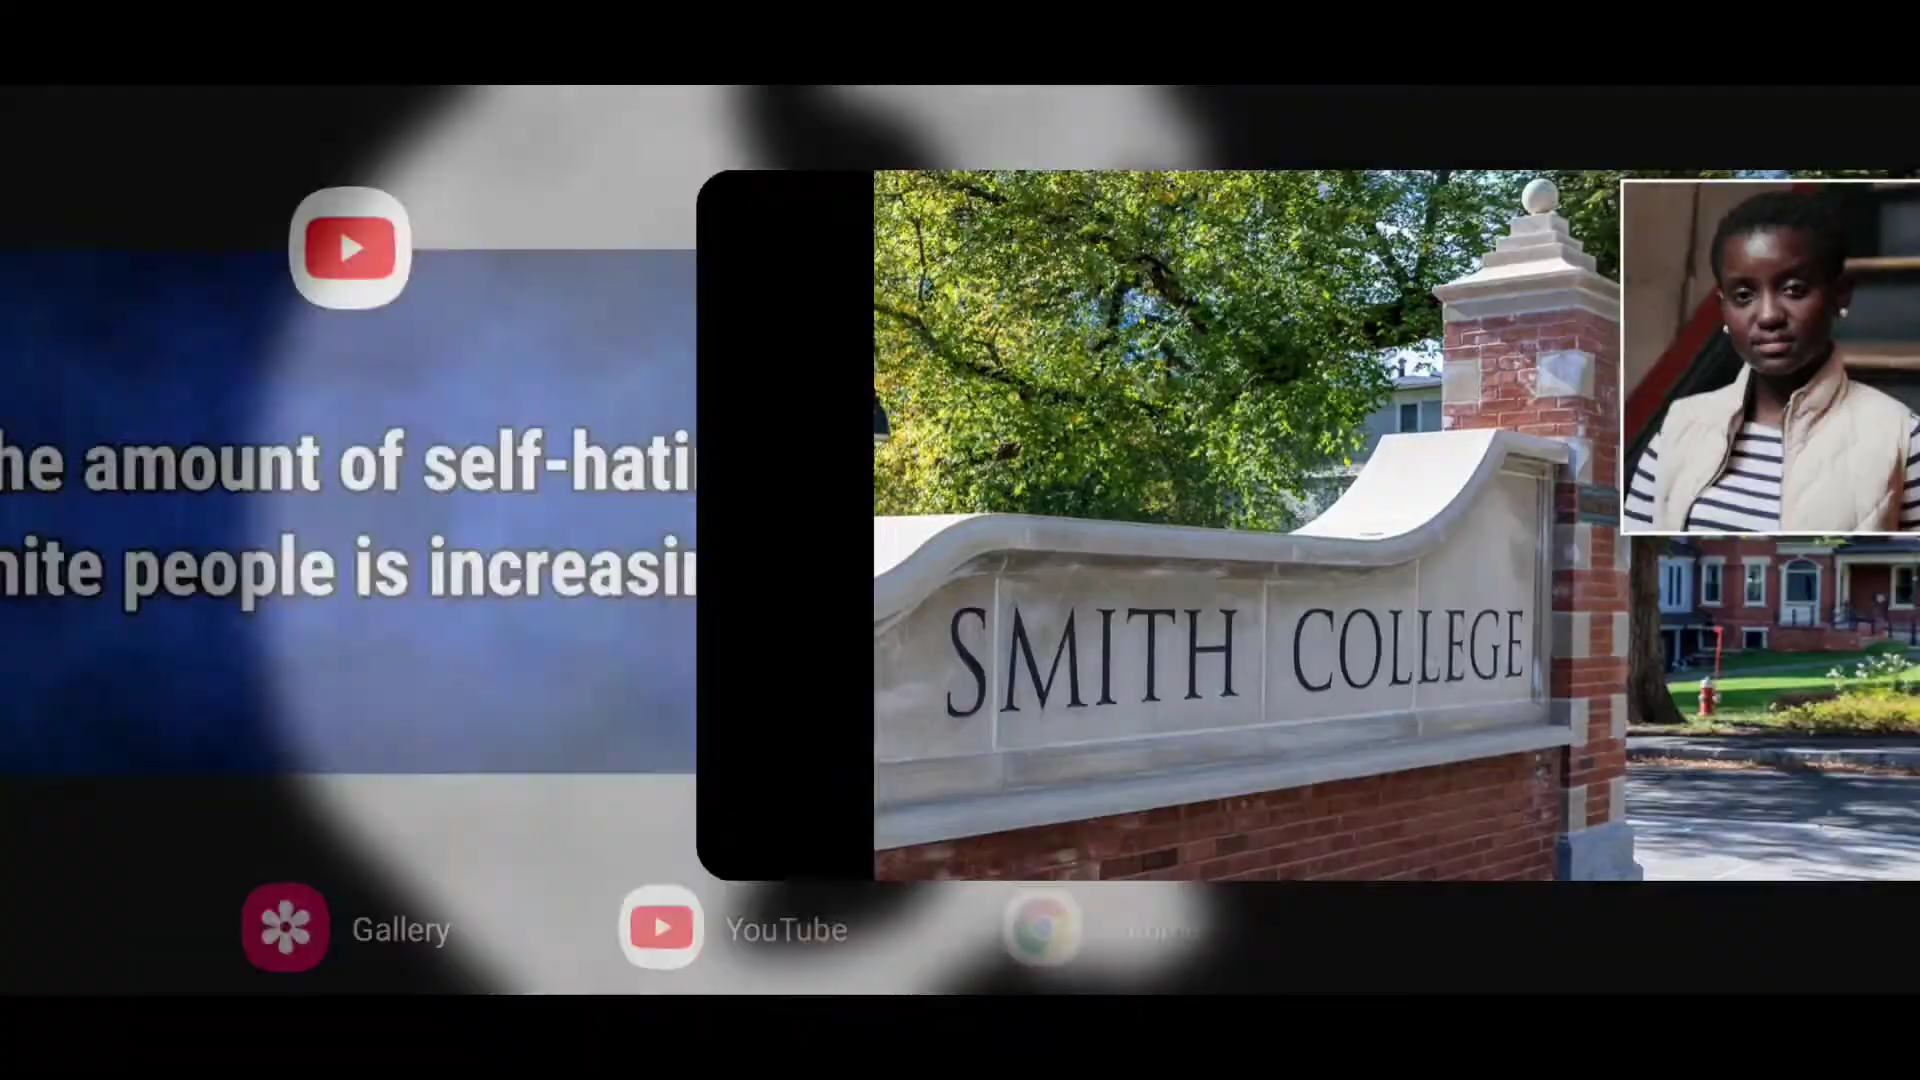 he amount of self-hati
hite people is increasi
SMITH COLLEGE
Gallery
YouTube